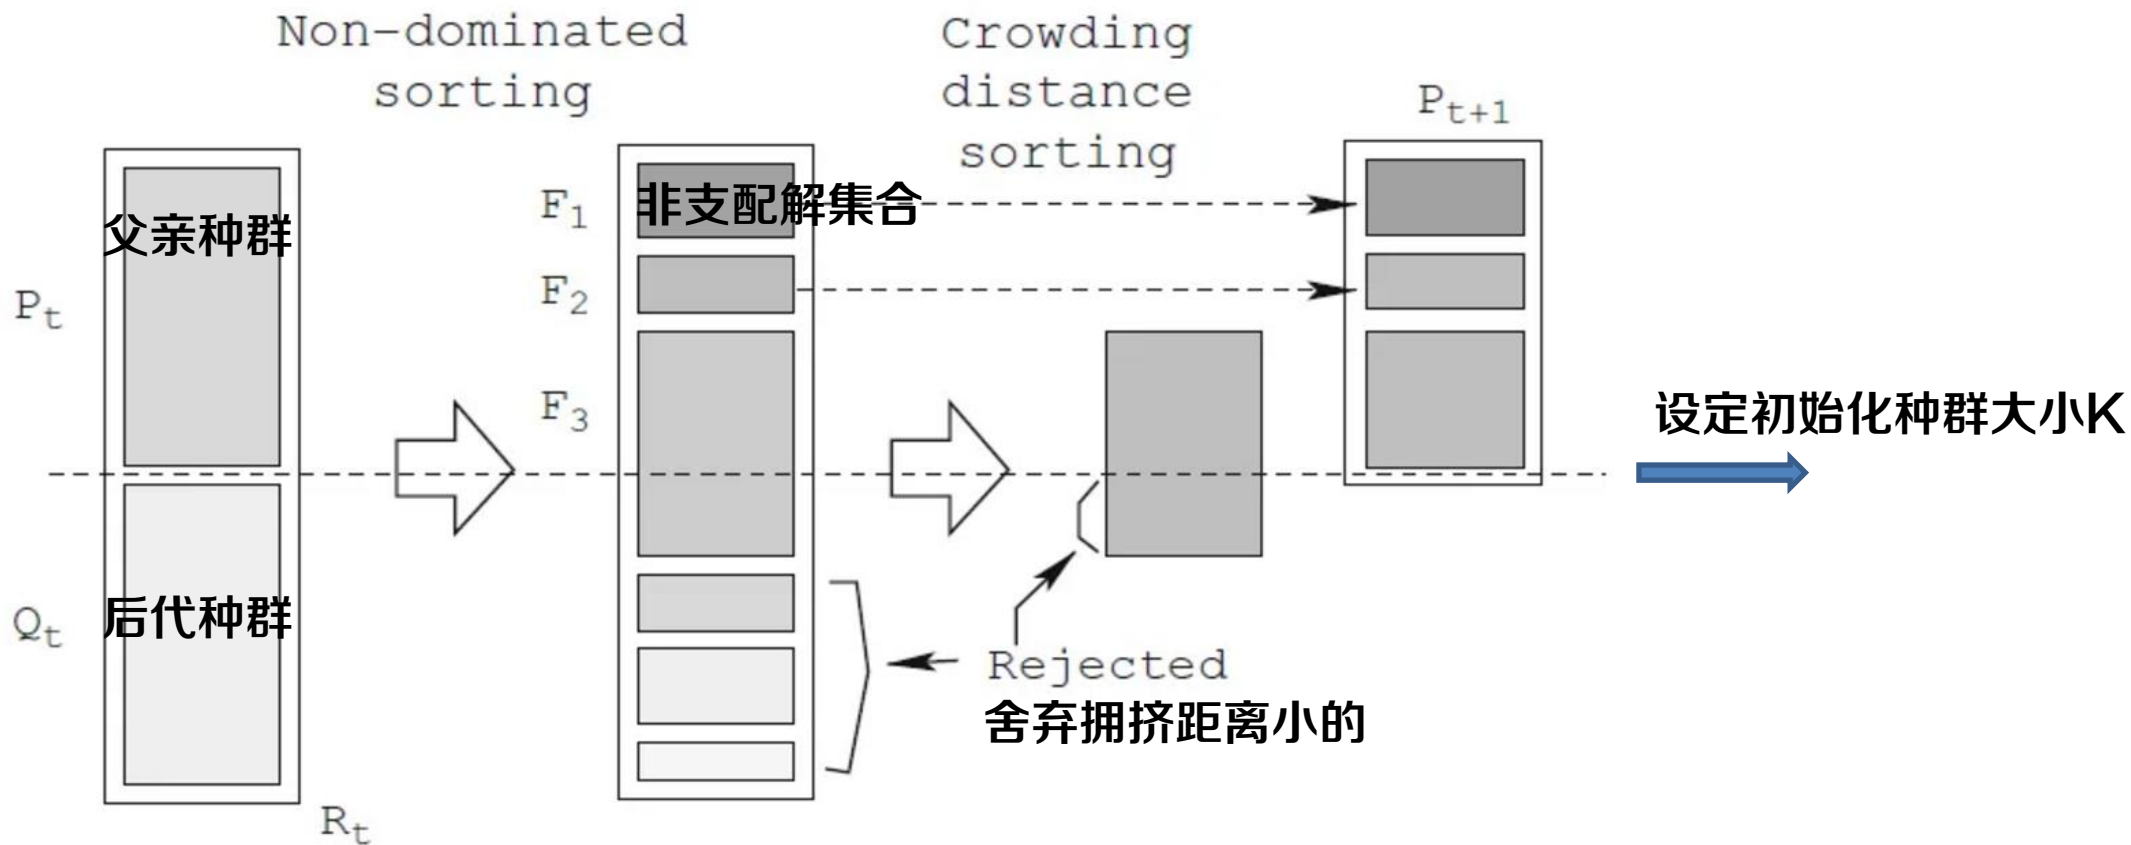 Non-dominated
sorting
Crowding
distance
sorting
P_{t+1}
父亲种群
F_1
非支配解集合
P_t
F_2
F_3
设定初始化种群大小K
Q_t
后代种群
Rejected
舍弃拥挤距离小的
R_t